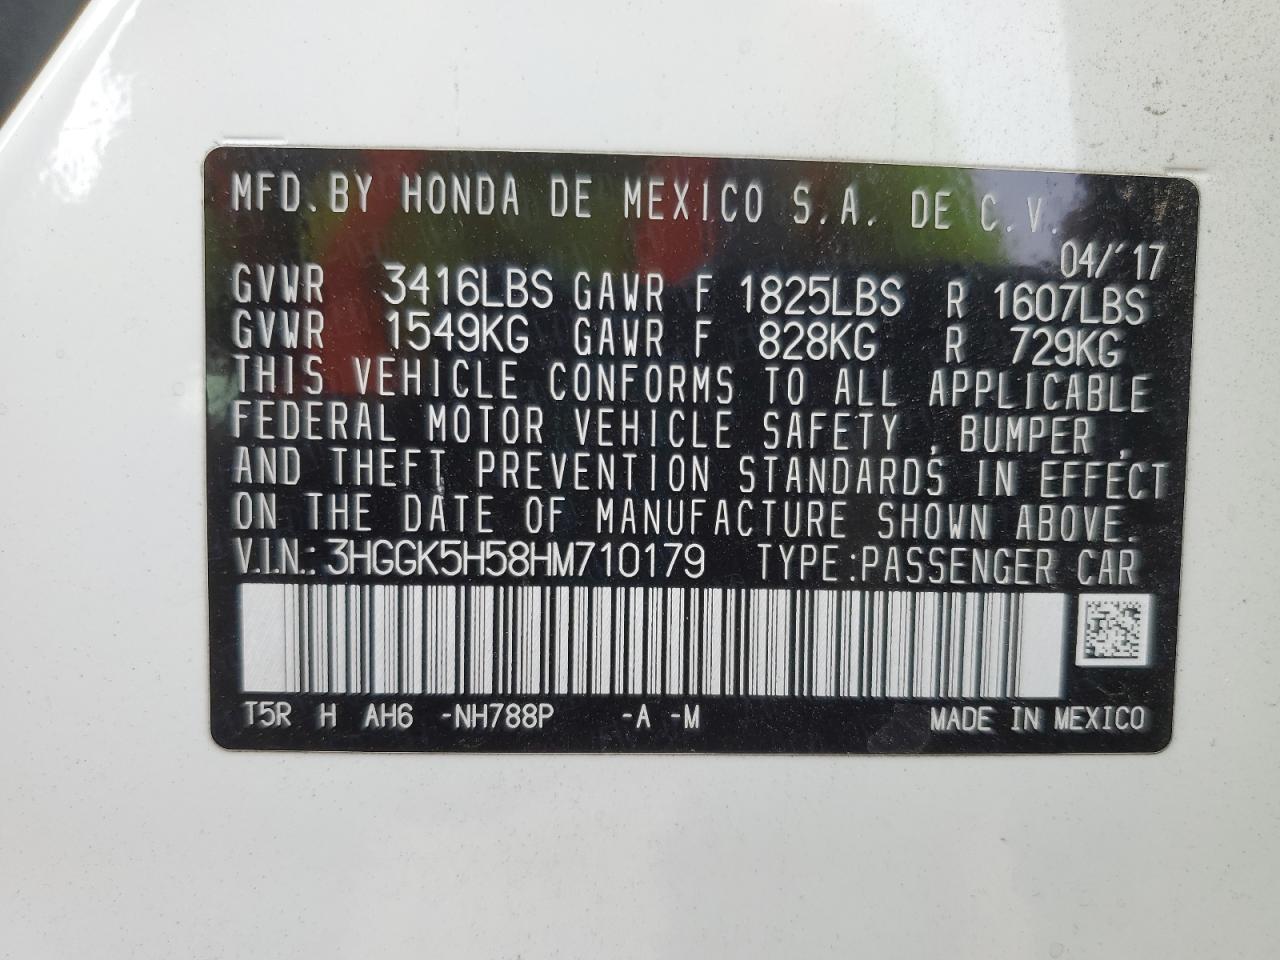 MFD. BY HONDA DE MEXICO S.A. DE C.V.
04/'17
GVWR 3416LBS GAWR F 1825LBS R 1607LBS
GVWR 1549KG GAWR F 828KG R 729KG
THIS VEHICLE CONFORMS TO ALL APPLICABLE
FEDERAL MOTOR VEHICLE SAFETY , BUMPER ,
AND THEFT PREVENTION STANDARDS IN EFFECT
ON THE DATE OF MANUFACTURE SHOWN ABOVE.
V.I.N.: 3HGGK5H58HM710179 TYPE:PASSENGER CAR
T5R H AH6 -NH788P -A -M MADE IN MEXICO